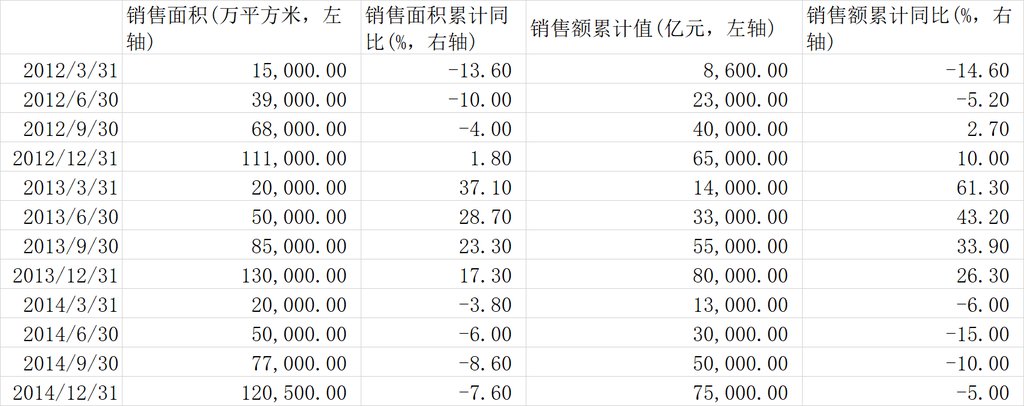 销售面积(万平方米，左轴) 销售面积累计同比(%，右轴) 销售额累计值(亿元，左轴) 销售额累计同比(%，右轴)
2012/3/31 15,000.00 -13.60 8,600.00 -14.60
2012/6/30 39,000.00 -10.00 23,000.00 -5.20
2012/9/30 68,000.00 -4.00 40,000.00 2.70
2012/12/31 111,000.00 1.80 65,000.00 10.00
2013/3/31 20,000.00 37.10 14,000.00 61.30
2013/6/30 50,000.00 28.70 33,000.00 43.20
2013/9/30 85,000.00 23.30 55,000.00 33.90
2013/12/31 130,000.00 17.30 80,000.00 26.30
2014/3/31 20,000.00 -3.80 13,000.00 -6.00
2014/6/30 50,000.00 -6.00 30,000.00 -15.00
2014/9/30 77,000.00 -8.60 50,000.00 -10.00
2014/12/31 120,500.00 -7.60 75,000.00 -5.00